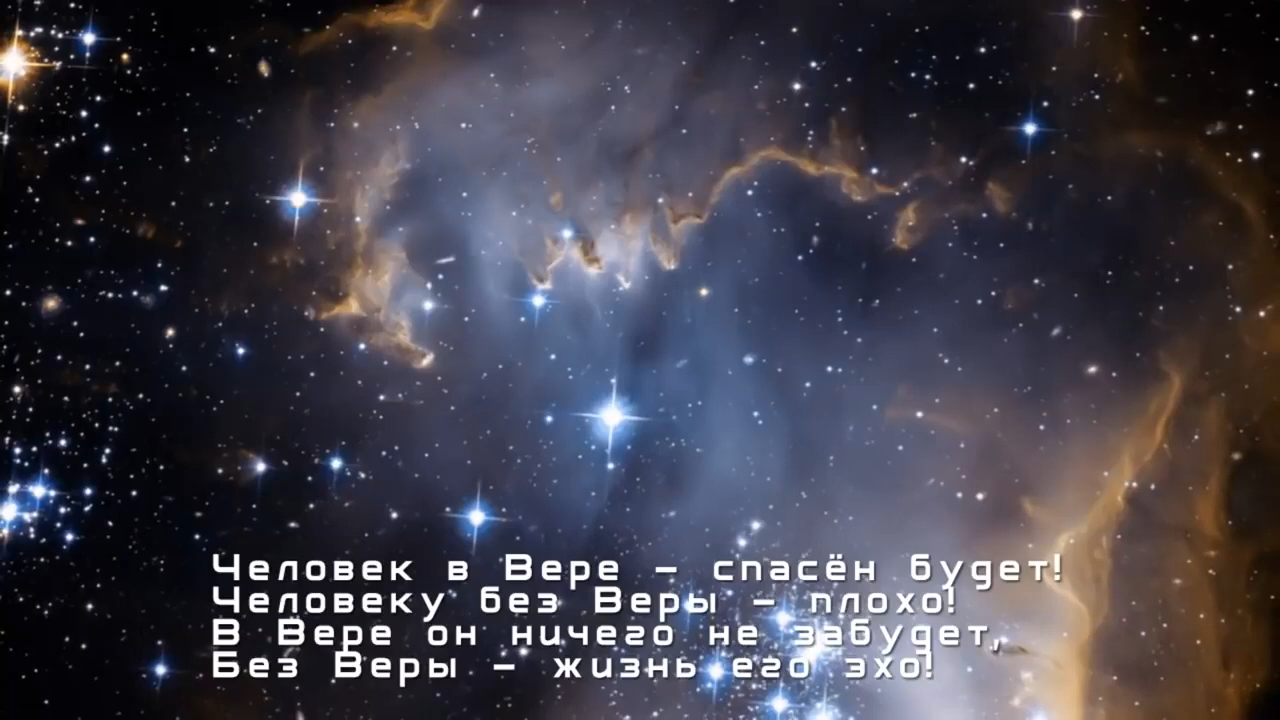 Человек в Вере – спасён будет!
Человеку без Веры – плохо!
В Вере он ничего не забудет,
Без Веры – жизнь его эхо!